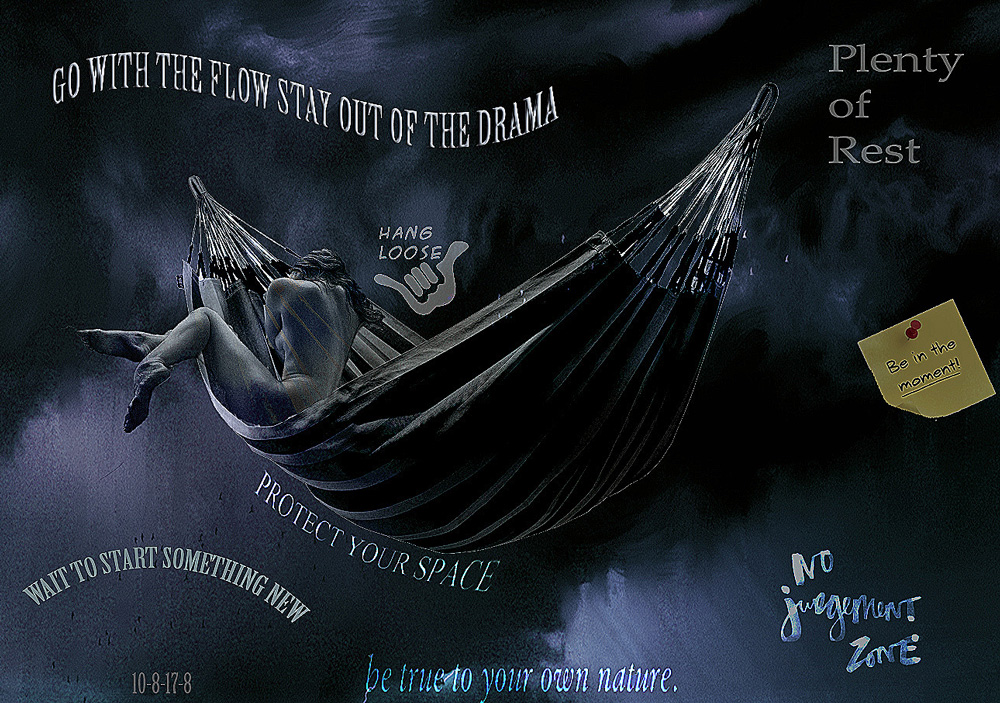 GO WITH THE FLOW STAY OUT OF THE DRAMA
Plenty
of
Rest
HANG
LOOSE
Be in the
moment!
PROTECT YOUR SPACE
WAIT TO START SOMETHING NEW
NO
judgement
ZONE
10-8-17-8
be true to your own nature.